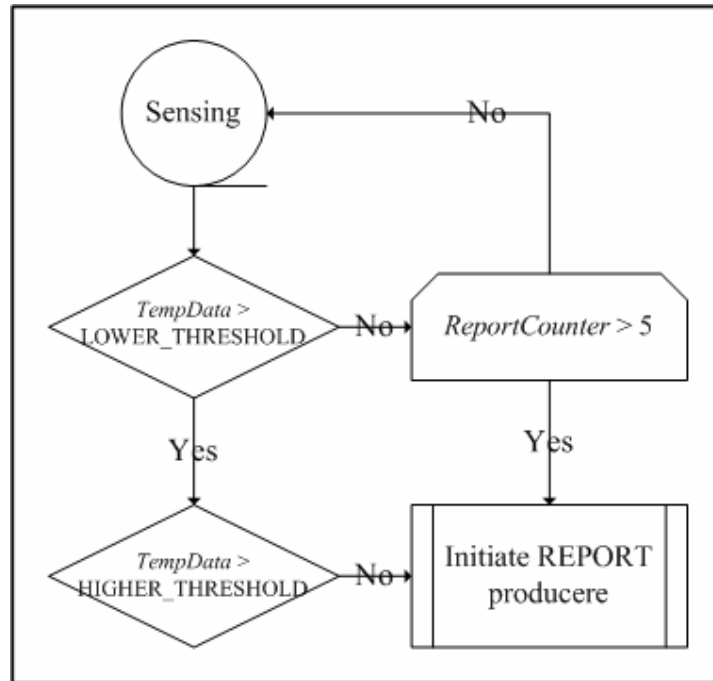 Sensing
No
TempData >
LOWER_THRESHOLD
No
ReportCounter > 5
Yes
Yes
TempData >
HIGHER_THRESHOLD
No
Initiate REPORT
producere